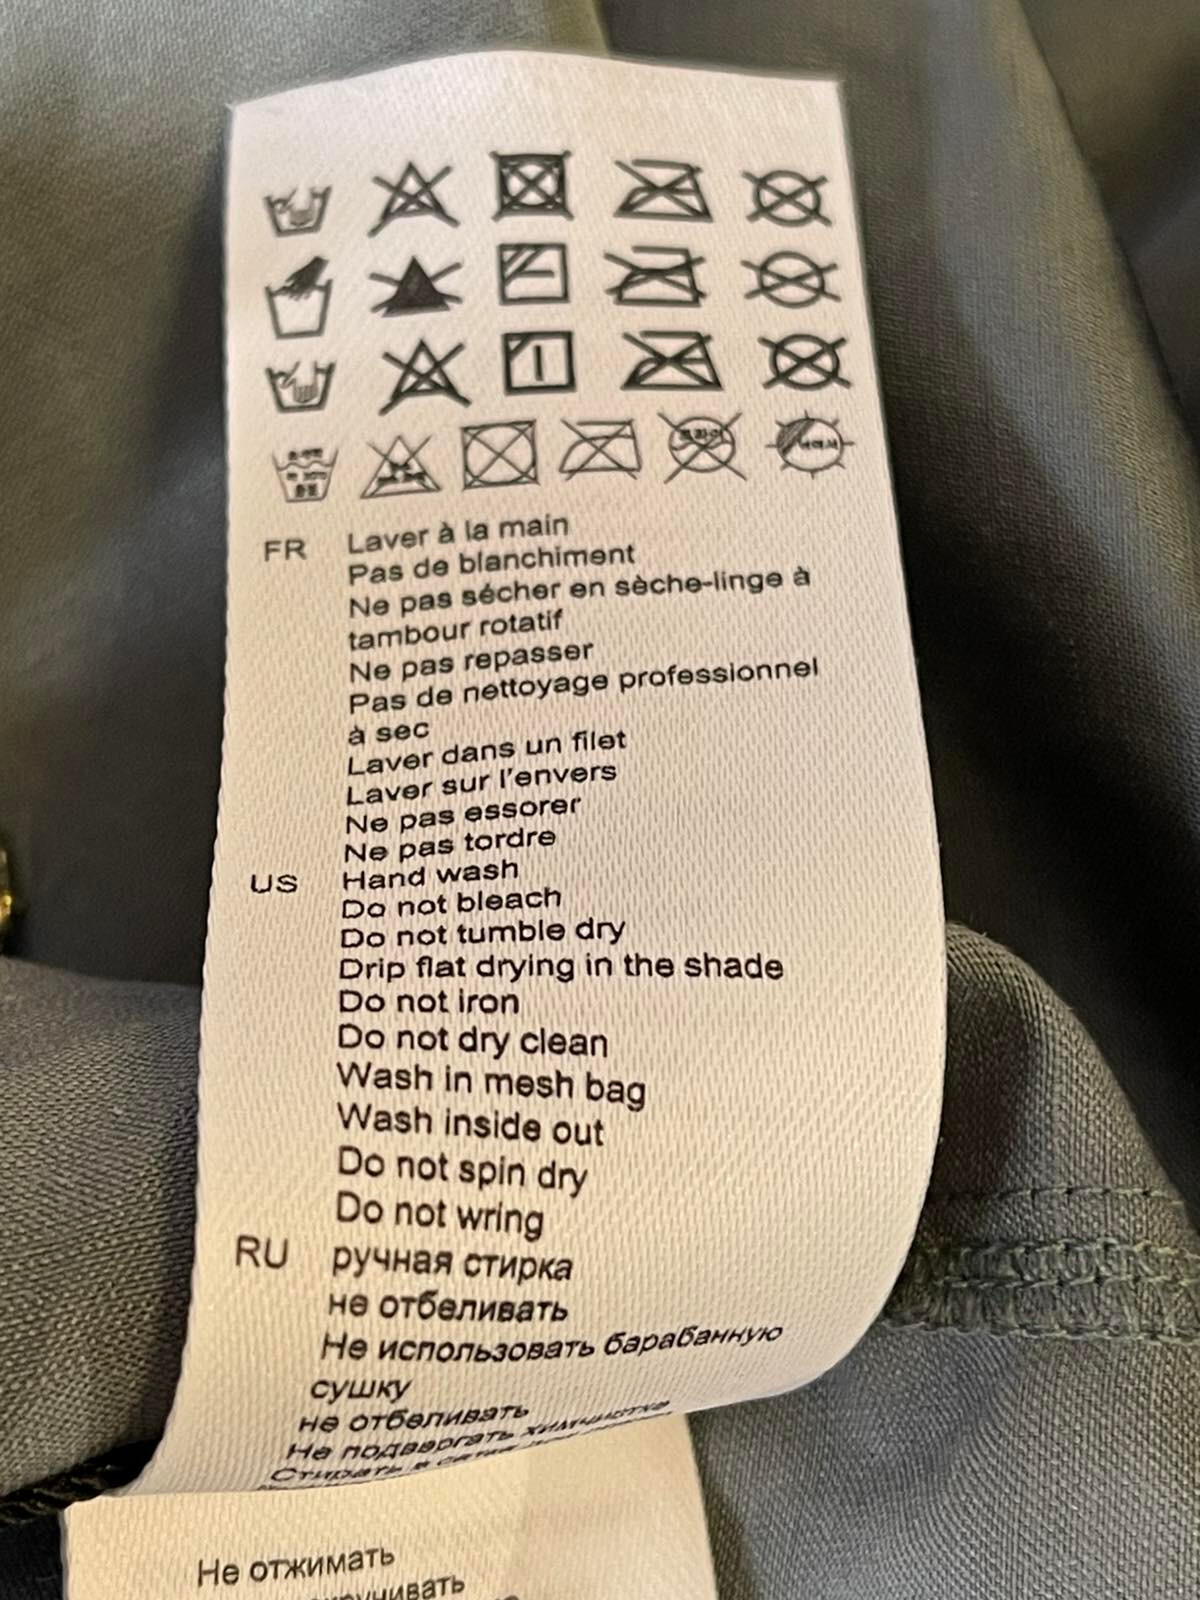 FR Laver à la main
Pas de blanchiment
Ne pas sécher en sèche-linge à
tambour rotatif
Ne pas repasser
Pas de nettoyage professionnel
à sec
Laver dans un filet
Laver sur l'envers
Ne pas essorer
Ne pas tordre
US Hand wash
Do not bleach
Do not tumble dry
Drip flat drying in the shade
Do not iron
Do not dry clean
Wash in mesh bag
Wash inside out
Do not spin dry
Do not wring
RU ручная стирка
не отбеливать
Не использовать барабанную
сушку
не отбеливать
Не подвергать химчистке
Стирать в
Не отжимать